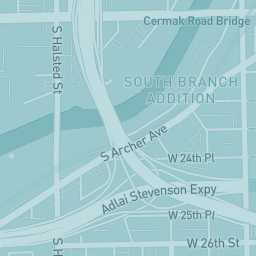 Cermak Road Bridge
S Halsted St
SOUTH BRANCH
ADDITION
S Archer Ave
W 24th Pl
Adlai Stevenson Expy
W 25th Pl
S H
W 26th St